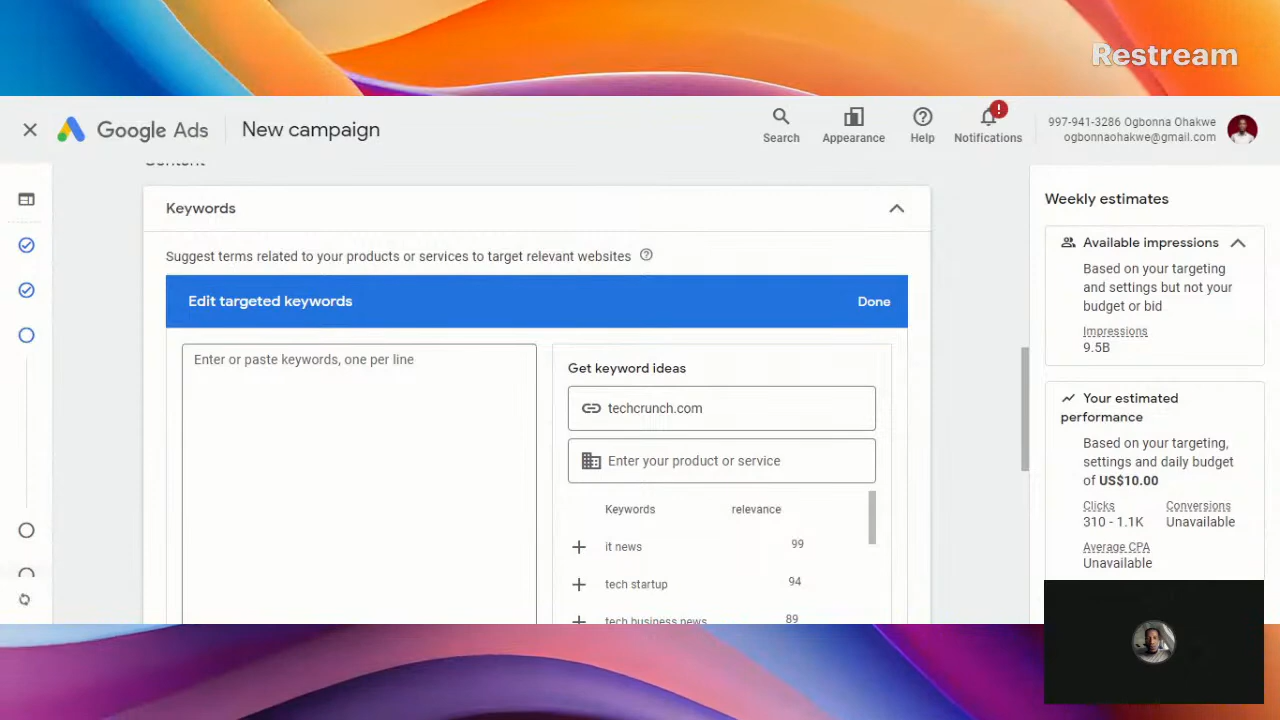 Restream
Google Ads
New campaign
Search
Appearance
Help
Notifications
997-941-3286 Ogbonna Ohakwe
ogbonnaohakwe@gmail.com
Content
Keywords
Suggest terms related to your products or services to target relevant websites
Edit targeted keywords
Done
Enter or paste keywords, one per line
Get keyword ideas
techcrunch.com
Enter your product or service
Keywords relevance
it news 99
tech startup 94
tech business news 89
Weekly estimates
Available impressions
Based on your targeting
and settings but not your
budget or bid
Impressions
9.5B
Your estimated
performance
Based on your targeting,
settings and daily budget
of US$10.00
Clicks Conversions
310 - 1.1K Unavailable
Average CPA
Unavailable